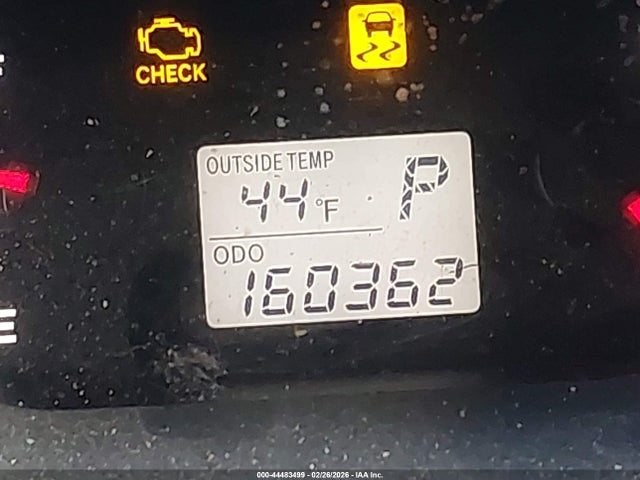 CHECK
OUTSIDE TEMP
44°F P
ODO
160362
E
000-44483499 - 02/26/2026 - IAA Inc.